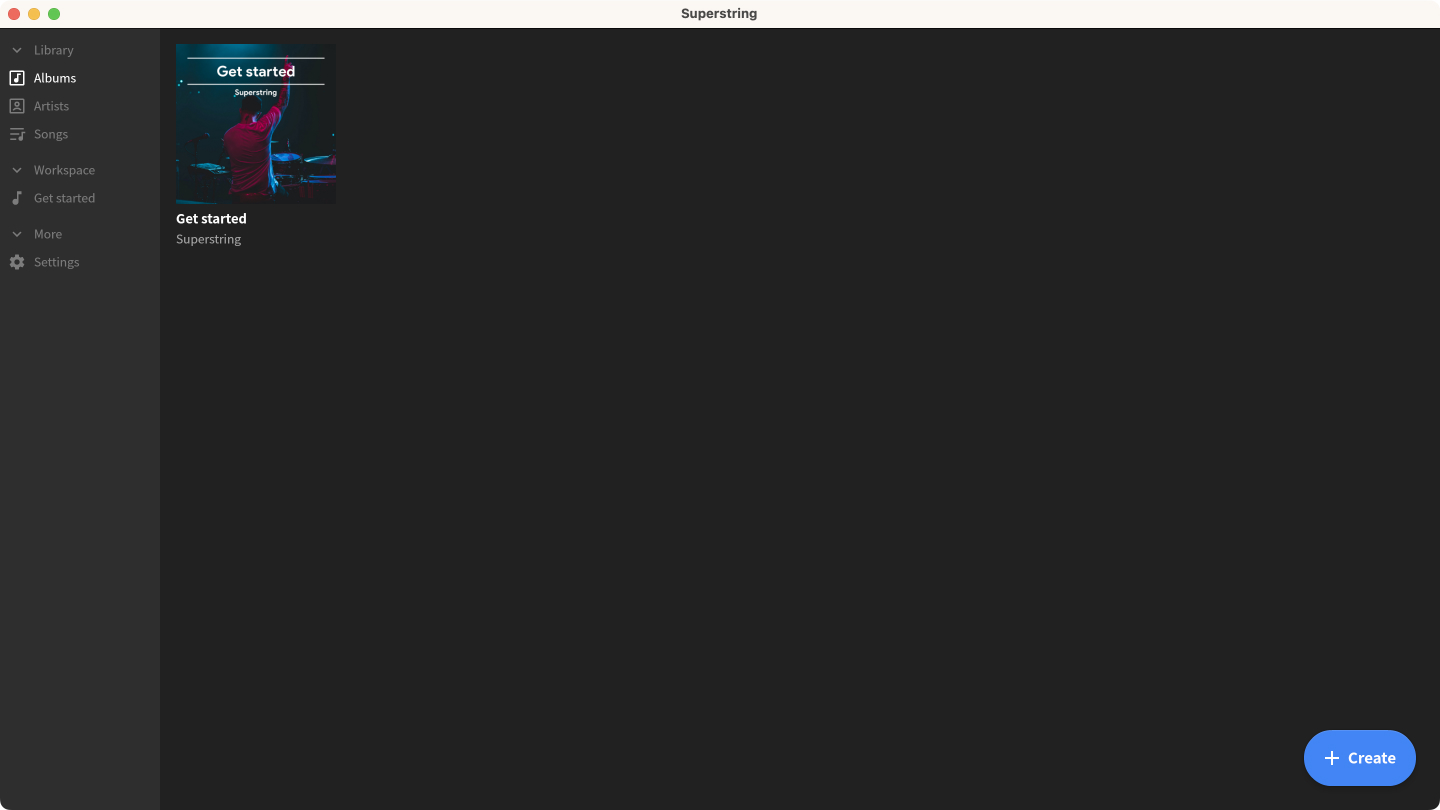 Superstring
Library
Albums
Artists
Songs
Workspace
Get started
More
Settings
Get started
Superstring
Get started
Superstring
Create